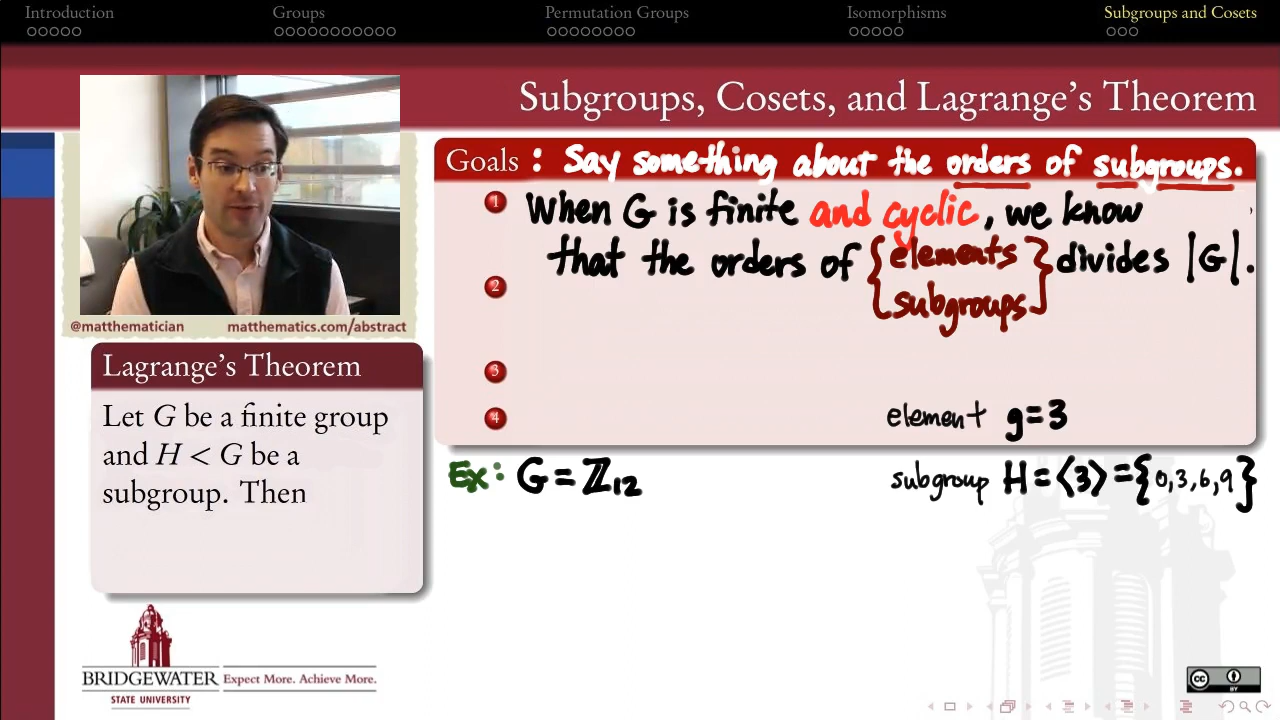 Introduction Groups Permutation Groups Isomorphisms Subgroups and Cosets
Subgroups, Cosets, and Lagrange's Theorem
@matthematician matthematics.com/abstract
Lagrange's Theorem
Let G be a finite group
and H < G be a
subgroup. Then
Goals : Say something about the orders of subgroups.
1 When G is finite and cyclic, we know
that the orders of {elements} divides |G|.
2 {subgroups}
3
4 element g=3
Ex: G = ℤ₁₂ subgroup H = ⟨3⟩ = {0,3,6,9}
BRIDGEWATER Expect More. Achieve More.
STATE UNIVERSITY
cc BY